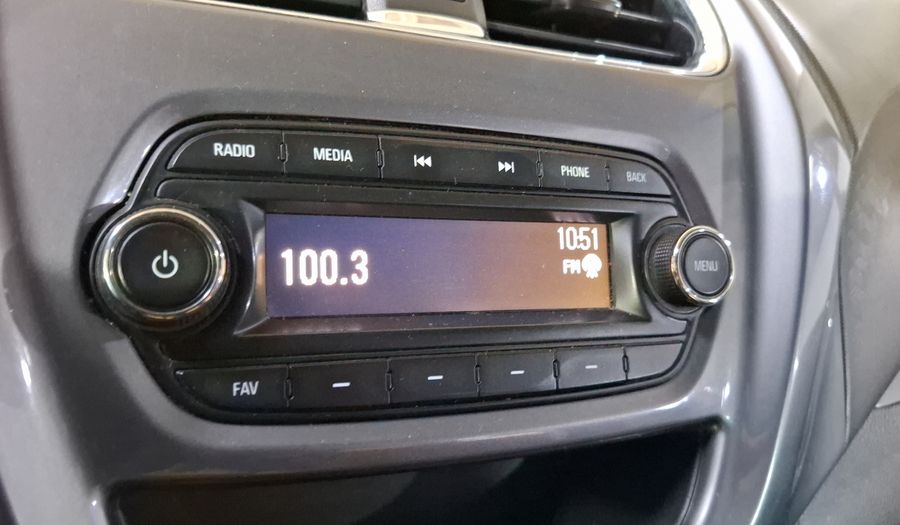 RADIO
MEDIA
PHONE
BACK
10:51
100.3
FM
MENU
FAV